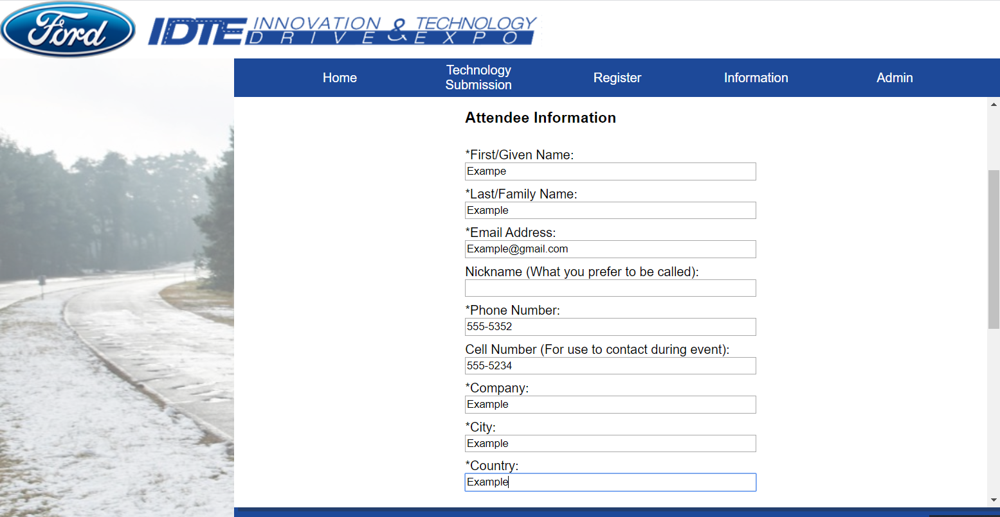 Ford
IDTE INNOVATION & TECHNOLOGY
DRIVE & EXPO
Home
Technology
Submission
Register
Information
Admin
Attendee Information
*First/Given Name:
Exampe
*Last/Family Name:
Example
*Email Address:
Example@gmail.com
Nickname (What you prefer to be called):
*Phone Number:
555-5352
Cell Number (For use to contact during event):
555-5234
*Company:
Example
*City:
Example
*Country:
Example